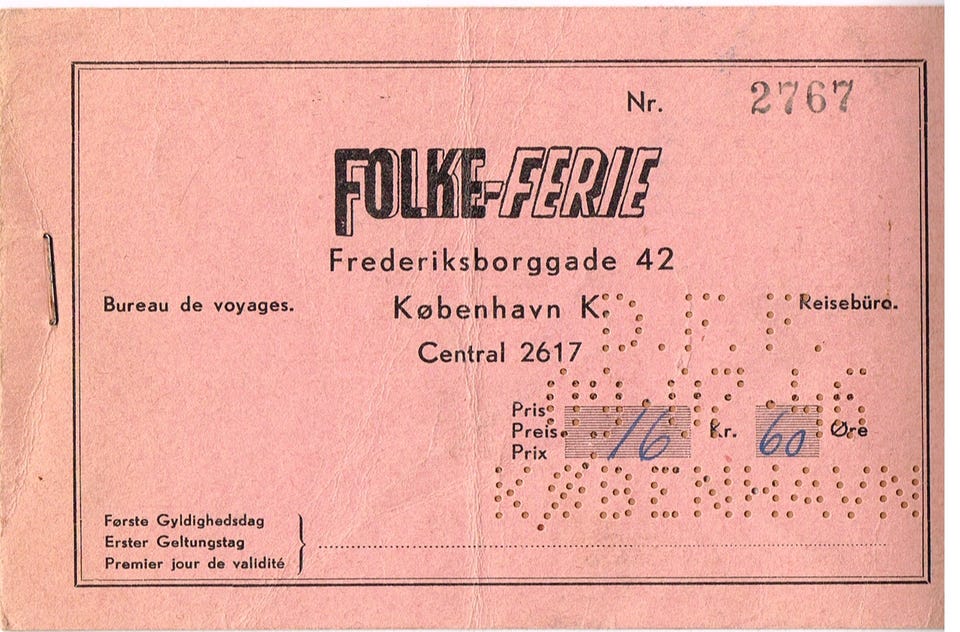 Nr. 2767
FOLKE-FERIE
Frederiksborggade 42
Bureau de voyages. København K. Reisebüro.
Central 2617
Pris
Preis 16 Kr. 60 Øre
Prix
KØBENHAVN
Første Gyldighedsdag
Erster Geltungstag
Premier jour de validité